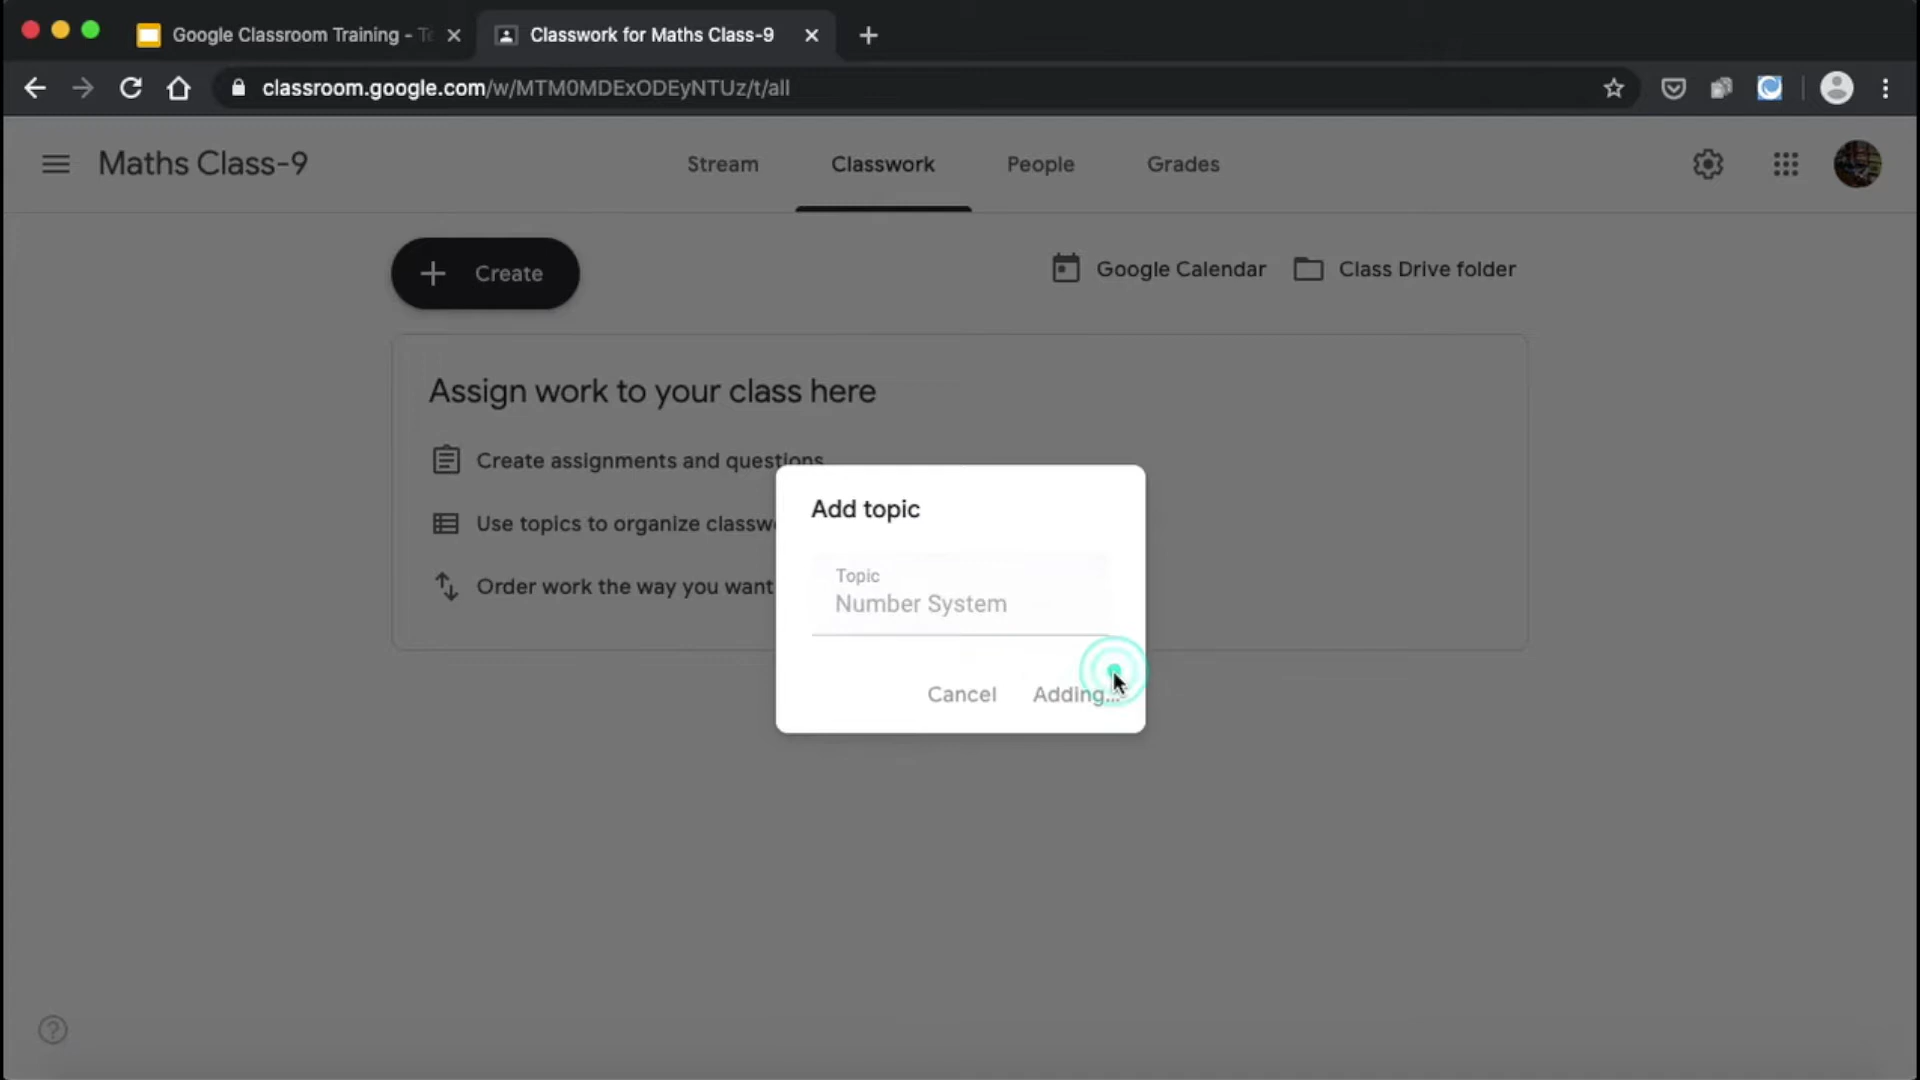 Google Classroom Training - T
Classwork for Maths Class-9
classroom.google.com/w/MTM0MDExODEyNTUz/t/all
Maths Class-9
Stream
Classwork
People
Grades
Create
Google Calendar
Class Drive folder
Assign work to your class here
Create assignments and questions
Use topics to organize classw
Order work the way you want
Add topic
Topic
Number System
Cancel
Adding...